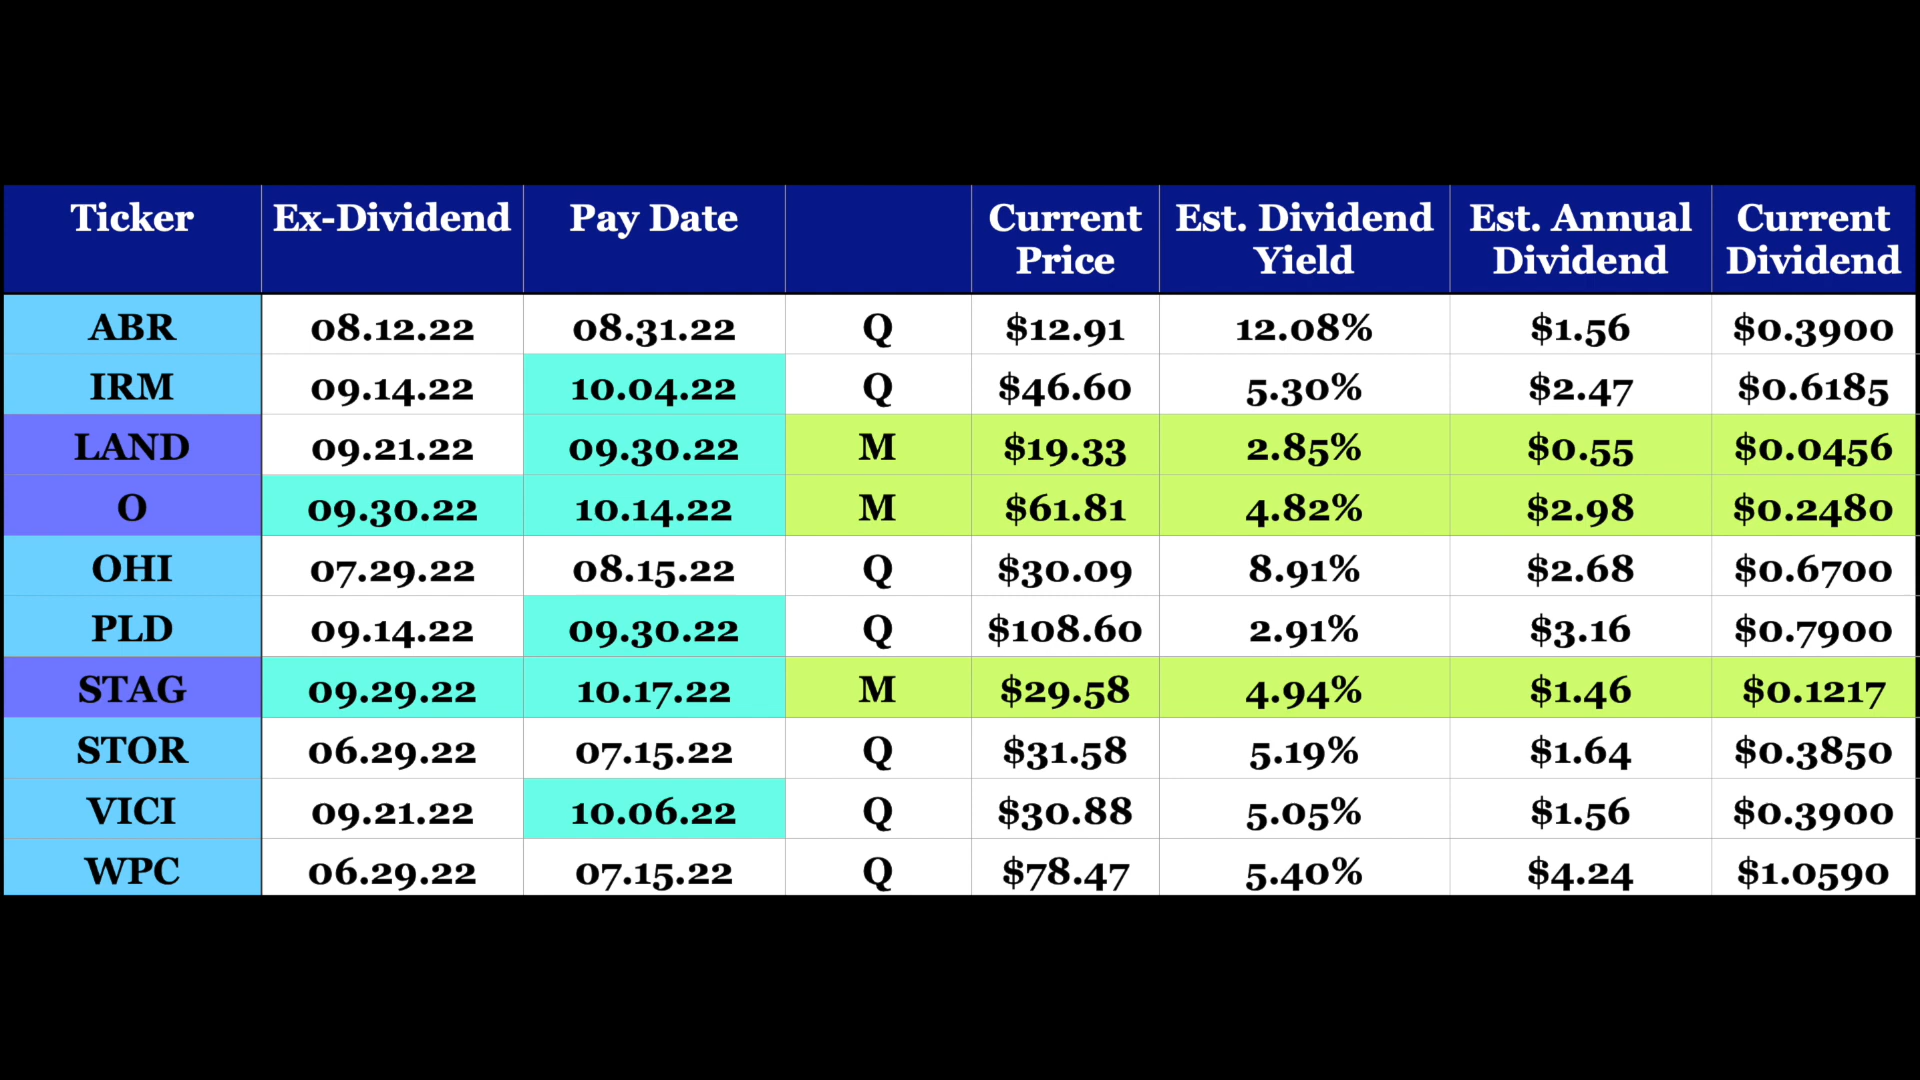 Ticker Ex-Dividend Pay Date Current Price Est. Dividend Yield Est. Annual Dividend Current Dividend
ABR 08.12.22 08.31.22 Q $12.91 12.08% $1.56 $0.3900
IRM 09.14.22 10.04.22 Q $46.60 5.30% $2.47 $0.6185
LAND 09.21.22 09.30.22 M $19.33 2.85% $0.55 $0.0456
O 09.30.22 10.14.22 M $61.81 4.82% $2.98 $0.2480
OHI 07.29.22 08.15.22 Q $30.09 8.91% $2.68 $0.6700
PLD 09.14.22 09.30.22 Q $108.60 2.91% $3.16 $0.7900
STAG 09.29.22 10.17.22 M $29.58 4.94% $1.46 $0.1217
STOR 06.29.22 07.15.22 Q $31.58 5.19% $1.64 $0.3850
VICI 09.21.22 10.06.22 Q $30.88 5.05% $1.56 $0.3900
WPC 06.29.22 07.15.22 Q $78.47 5.40% $4.24 $1.0590